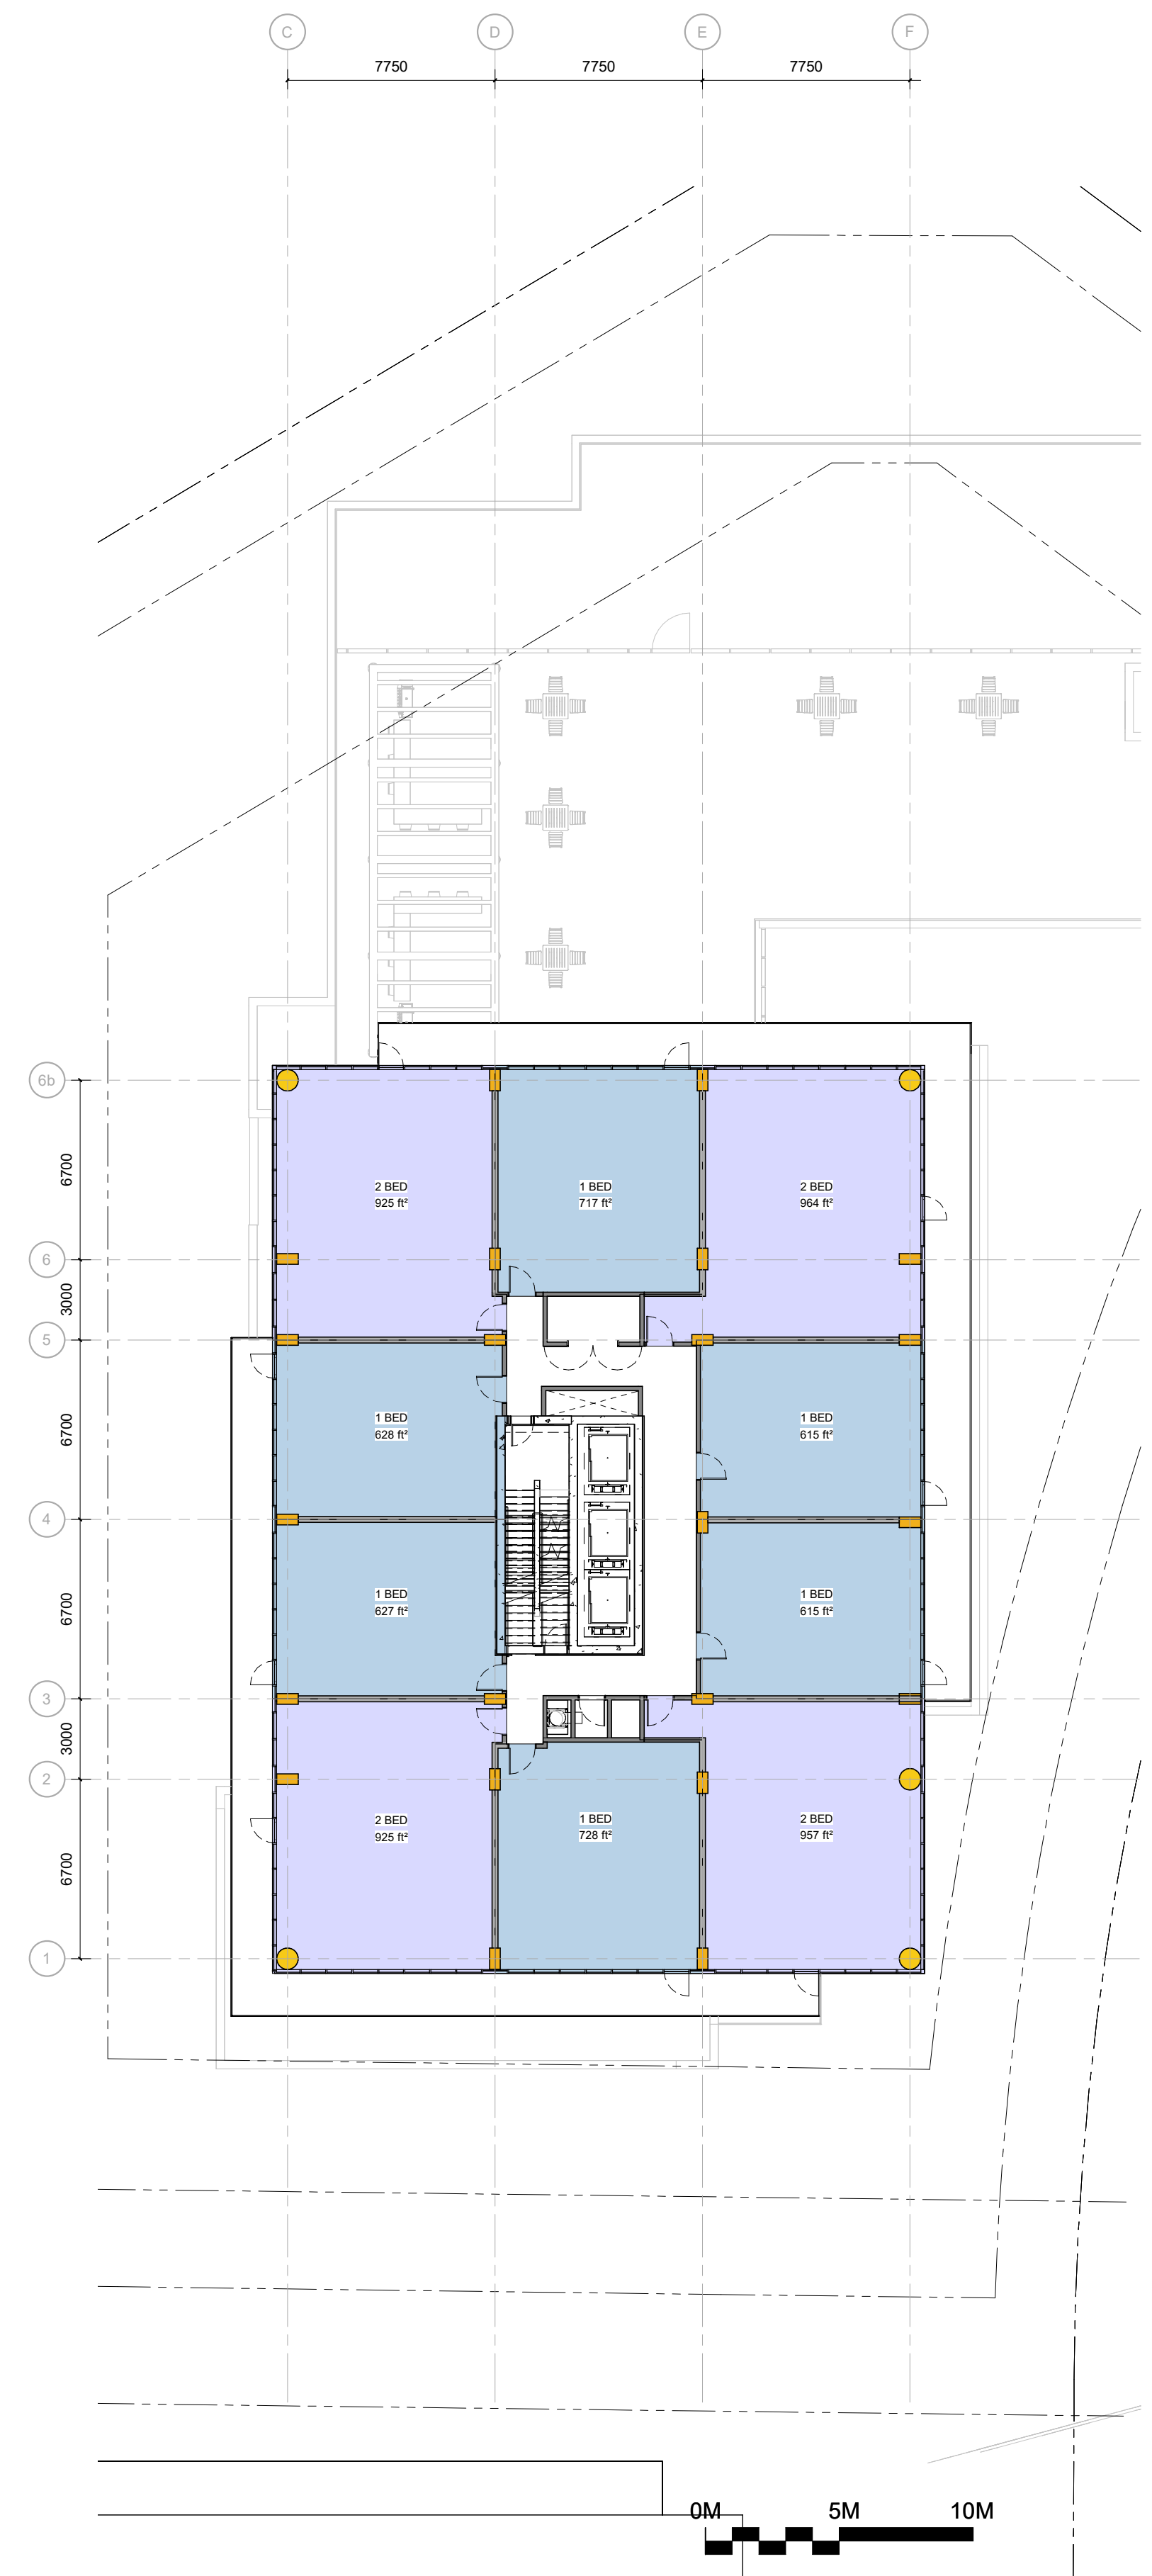 C D E F
7750 7750 7750
6b
6700
2 BED 1 BED 2 BED
925 ft² 717 ft² 964 ft²
6
3000
5
6700
1 BED 1 BED
628 ft² 615 ft²
4
6700
1 BED 1 BED
627 ft² 615 ft²
3
3000
2
2 BED 1 BED 2 BED
925 ft² 728 ft² 957 ft²
6700
1
0M 5M 10M